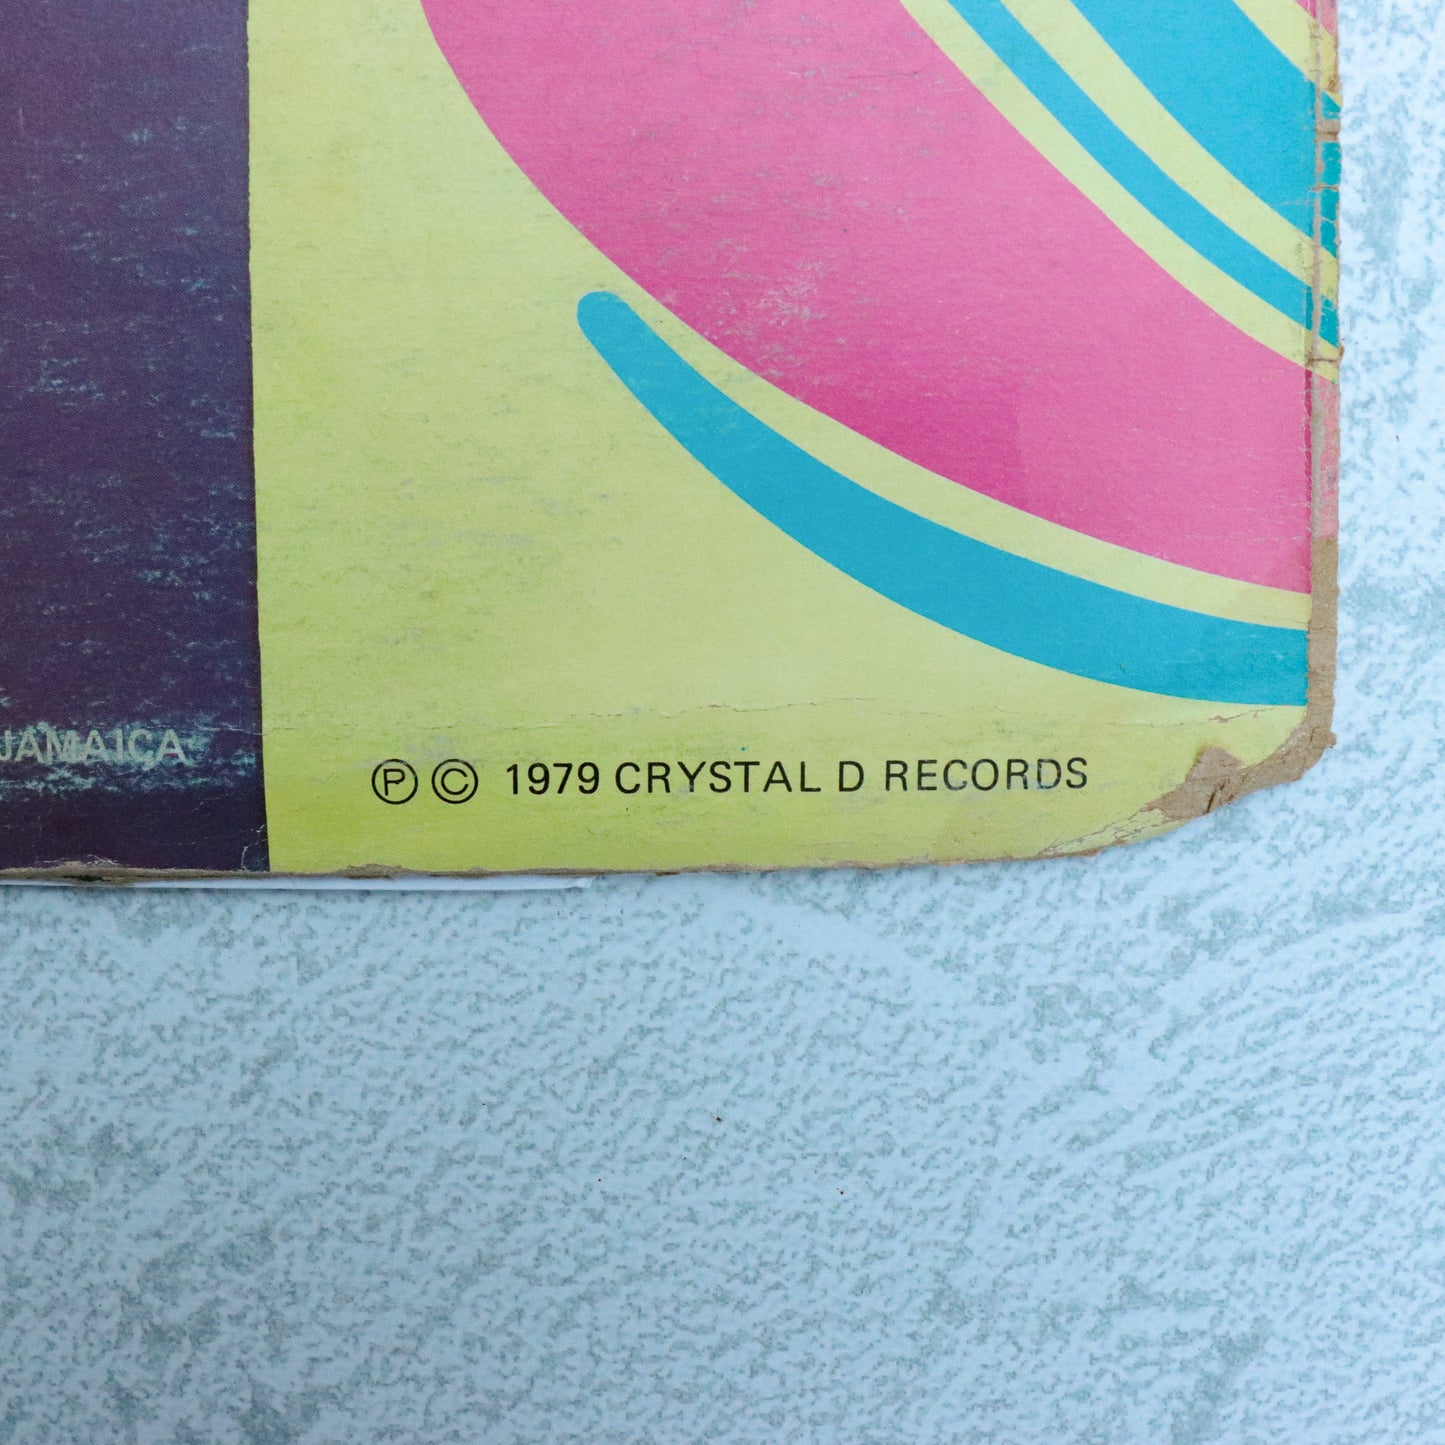 JAMAICA
Ⓟ © 1979 CRYSTAL D RECORDS